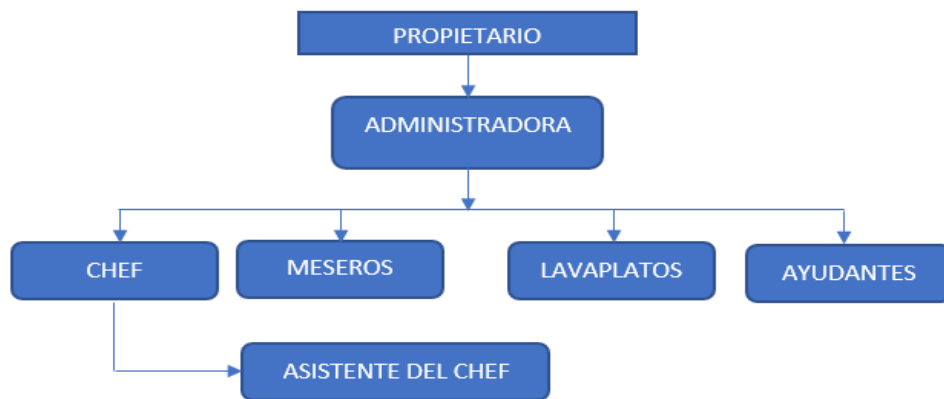 PROPIETARIO
ADMINISTRADORA
CHEF
MESEROS
LAVAPLATOS
AYUDANTES
ASISTENTE DEL CHEF